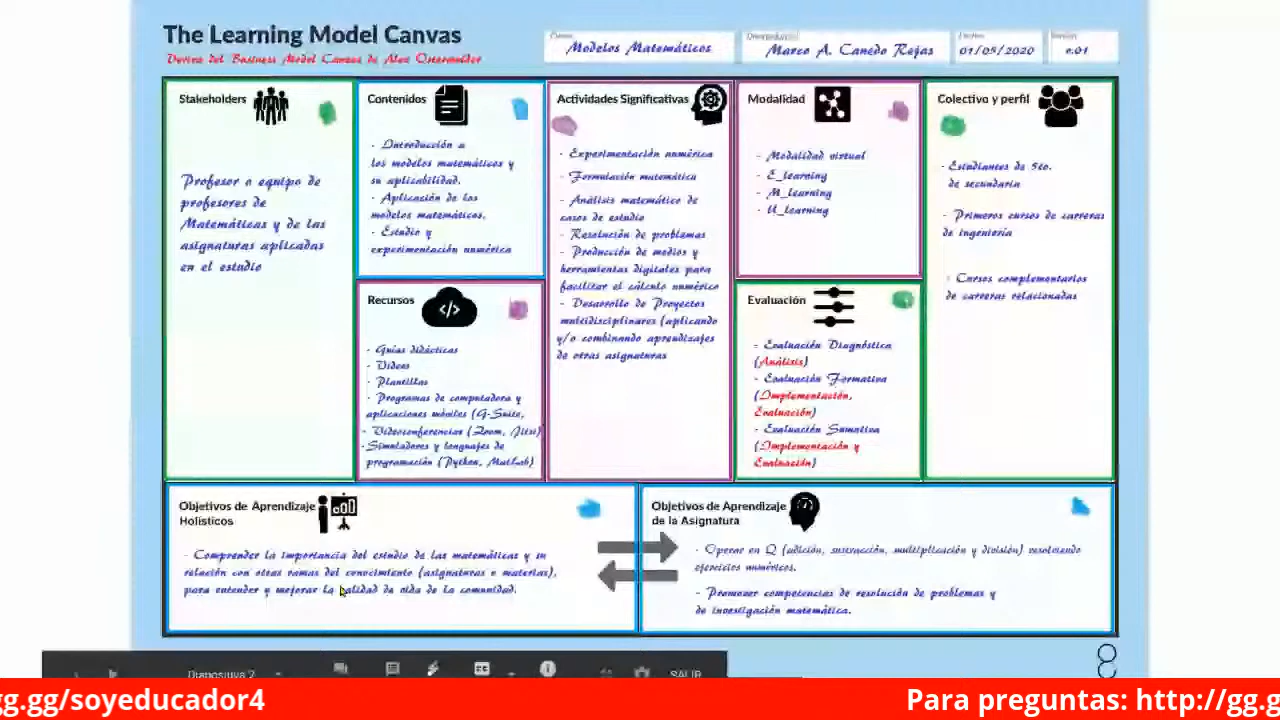 The Learning Model Canvas
Deriva del Business Model Canvas de Alex Osterwalder
Modelos Matemáticos
Marco A. Canedo Rojas
01/05/2020
v.01
Stakeholders
Profesor o equipo de
profesores de
Matemáticas y de las
asignaturas aplicadas
en el estudio
Contenidos
- Introducción a
los modelos matemáticos y
su aplicabilidad.
- Aplicación de los
modelos matemáticos.
- Estudio y
experimentación numérica
Recursos
- Guías didácticas
- Videos
- Plantillas
- Programas de computadora y
aplicaciones móviles (G-Suite,
- Videoconferencias (Zoom, Jitsi)
-Simuladores y lenguajes de
programación (Python, MatLab)
Actividades Significativas
- Experimentación numérica
- Formulación matemática
- Análisis matemático de
casos de estudio
- Resolución de problemas
- Producción de medios y
herramientas digitales para
facilitar el cálculo numérico
- Desarrollo de Proyectos
multidisciplinares (aplicando
y/o combinando aprendizajes
de otras asignaturas
Modalidad
- Modalidad virtual
- E_learning
- M_learning
- U_learning
Evaluación
- Evaluación Diagnóstica
(Análisis)
- Evaluación Formativa
(Implementación,
Evaluación)
- Evaluación Sumativa
(Implementación y
Evaluación)
Colectivo y perfil
- Estudiantes de 5to.
de secundaria
- Primeros cursos de carreras
de ingeniería
- Cursos complementarios
de carreras relacionadas
Objetivos de Aprendizaje
Holísticos
- Comprender la importancia del estudio de las matemáticas y su
relación con otras ramas del conocimiento (asignaturas o materias),
para entender y mejorar la calidad de vida de la comunidad.
Objetivos de Aprendizaje
de la Asignatura
- Operar en Q (adición, sustracción, multiplicación y división) resolviendo
ejercicios numéricos.
- Promover competencias de resolución de problemas y
de investigación matemática.
8
Diapositiva 2
SALIR
gg.gg/soyeducador4
Para preguntas: http://gg.g